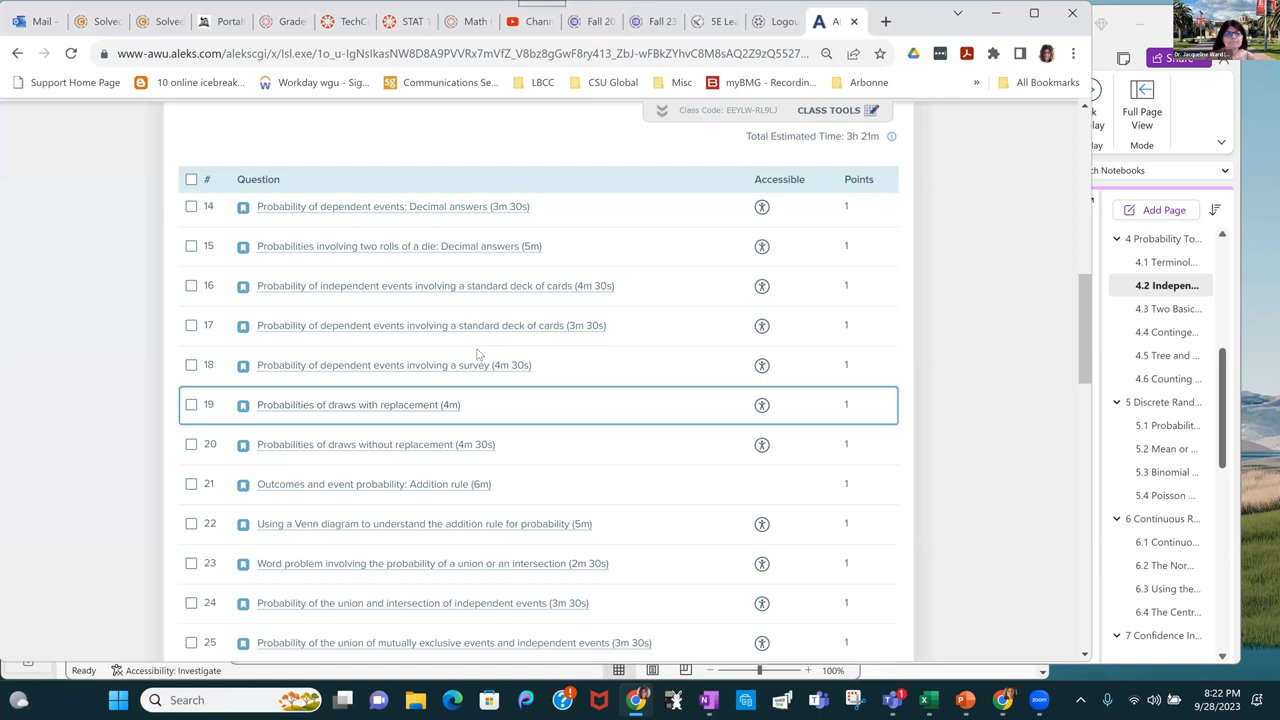 Mail -
Solvec
Solvec
Portal
Grade
TechC
STAT 1
Math (
Chatt
Fall 20
Fall 23
5E Lea
Logou
Al
www-awu.aleks.com/alekscgi/x/Isl.exe/1o_u-IgNsIkasNW8D8A9PVV
Support Home Page
10 online icebreak...
Workday wgu - Sig...
Communications Se...
LBCC
CSU Global
Misc
myBMG - Recordin...
Arbonne
»
All Bookmarks
Class Code: EEYLW-RL9LJ
CLASS TOOLS
Total Estimated Time: 3h 21m
# Question Accessible Points
14 Probability of dependent events: Decimal answers (3m 30s) 1
15 Probabilities involving two rolls of a die: Decimal answers (5m) 1
16 Probability of independent events involving a standard deck of cards (4m 30s) 1
17 Probability of dependent events involving a standard deck of cards (3m 30s) 1
18 Probability of dependent events involving a survey (4m 30s) 1
19 Probabilities of draws with replacement (4m) 1
20 Probabilities of draws without replacement (4m 30s) 1
21 Outcomes and event probability: Addition rule (6m) 1
22 Using a Venn diagram to understand the addition rule for probability (5m) 1
23 Word problem involving the probability of a union or an intersection (2m 30s) 1
24 Probability of the union and intersection of independent events (3m 30s) 1
25 Probability of the union of mutually exclusive events and independent events (3m 30s) 1
Dr. Jacqueline Ward
Share
Full Page
View
Mode
ch Notebooks
Add Page
4 Probability To...
4.1 Terminol...
4.2 Indepen...
4.3 Two Basic...
4.4 Continge...
4.5 Tree and ...
4.6 Counting ...
5 Discrete Rand...
5.1 Probabilit...
5.2 Mean or ...
5.3 Binomial ...
5.4 Poisson ...
6 Continuous R...
6.1 Continuo...
6.2 The Nor...
6.3 Using the...
6.4 The Centr...
7 Confidence In...
Ready
Accessibility: Investigate
100%
Search
8:22 PM
9/28/2023